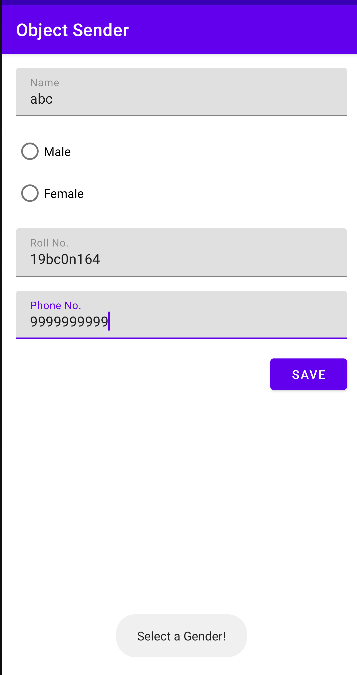 Object Sender
Name
abc
Male
Female
Roll No.
19bc0n164
Phone No.
9999999999
SAVE
Select a Gender!